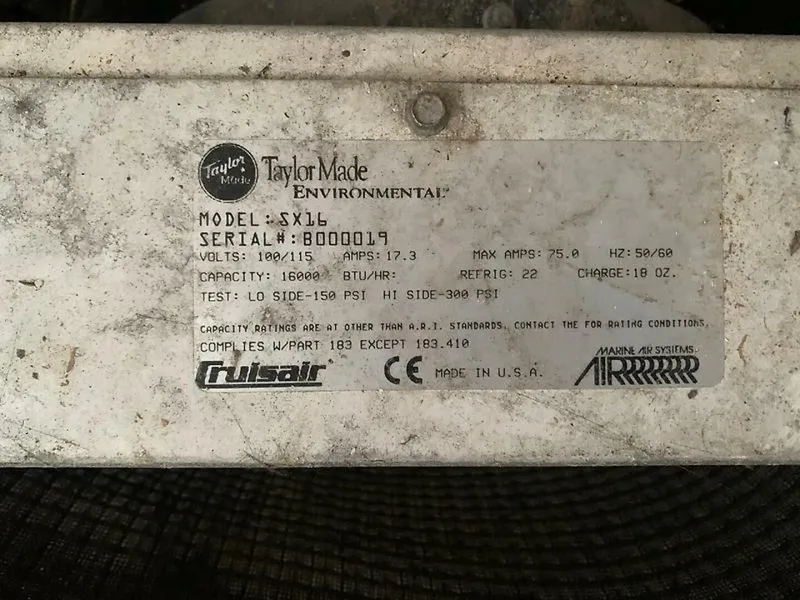 Taylor Made
Taylor Made
ENVIRONMENTAL
MODEL: SX16
SERIAL#: B000019
VOLTS: 100/115 AMPS: 17.3 MAX AMPS: 75.0 HZ: 50/60
CAPACITY: 16000 BTU/HR: REFRIG: 22 CHARGE: 18 OZ.
TEST: LO SIDE-150 PSI HI SIDE-300 PSI
CAPACITY RATINGS ARE AT OTHER THAN A.R.I. STANDARDS. CONTACT TME FOR RATING CONDITIONS.
COMPLIES W/PART 183 EXCEPT 183.410
Cruisair CE MADE IN U.S.A. MARINE AIR SYSTEMS
AIRRRRRRR